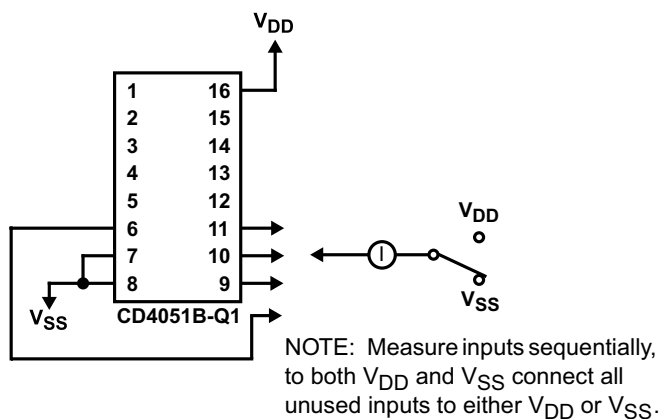 VDD
1 16
2 15
3 14
4 13
5 12
6 11
7 10
8 9
VSS
CD4051B-Q1
I
VDD
VSS
NOTE: Measure inputs sequentially,
to both VDD and VSS connect all
unused inputs to either VDD or VSS.